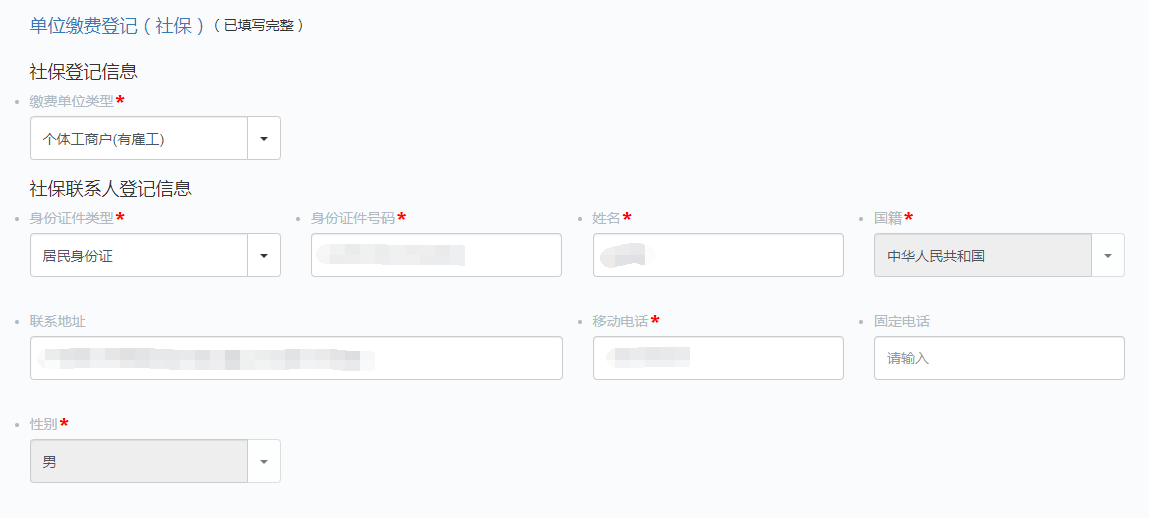 单位缴费登记（社保）（已填写完整）
社保登记信息
缴费单位类型*
个体工商户(有雇工)
社保联系人登记信息
身份证件类型* 身份证件号码* 姓名* 国籍*
居民身份证 中华人民共和国
联系地址 移动电话* 固定电话
请输入
性别*
男